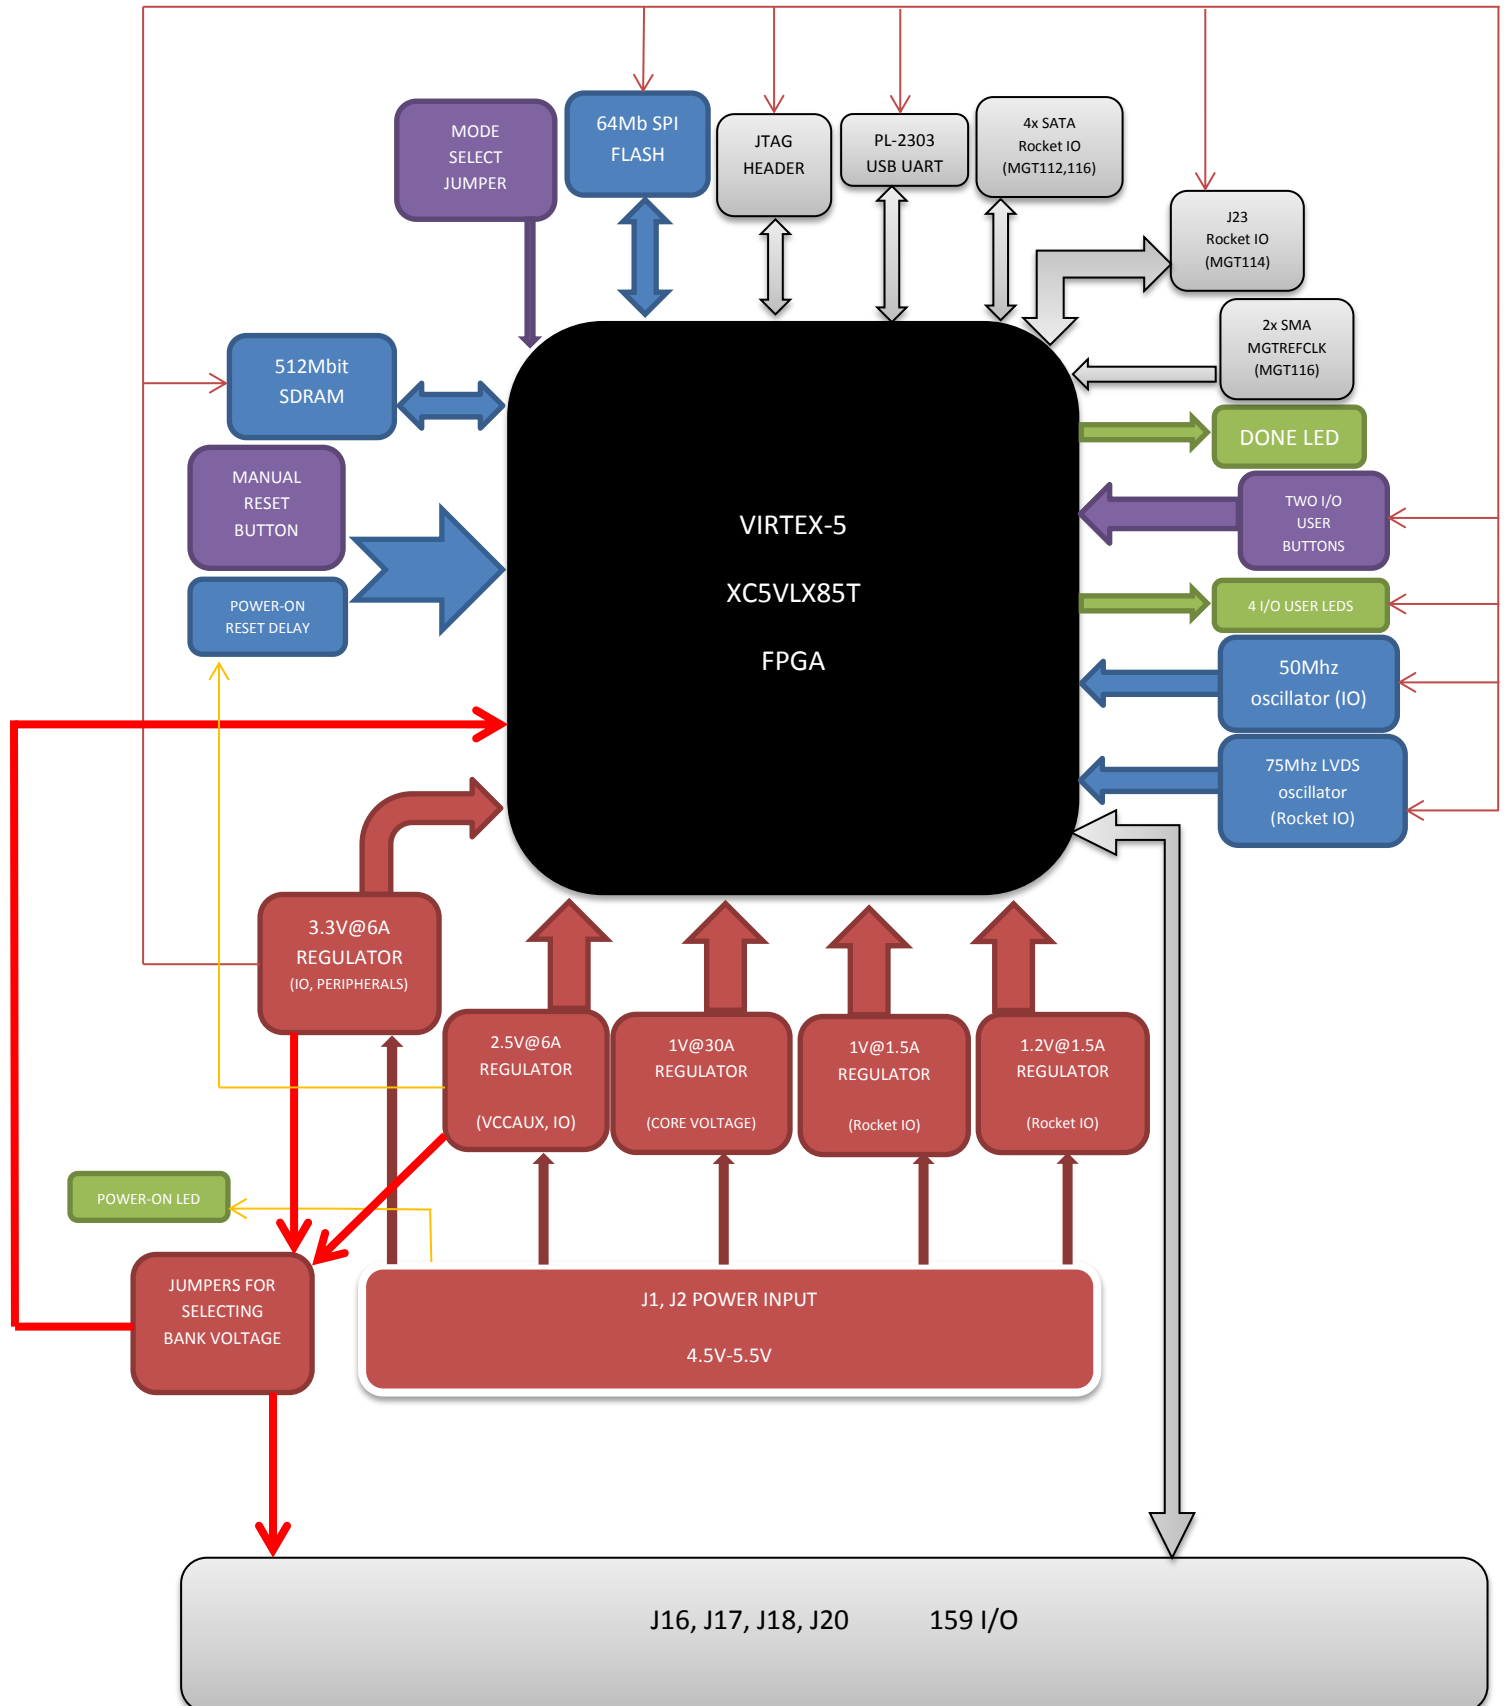 MODE
SELECT
JUMPER
64Mb SPI
FLASH
JTAG
HEADER
PL-2303
USB UART
4x SATA
Rocket IO
(MGT112,116)
J23
Rocket IO
(MGT114)
2x SMA
MGTREFCLK
(MGT116)
512Mbit
SDRAM
DONE LED
MANUAL
RESET
BUTTON
TWO I/O
USER
BUTTONS
POWER-ON
RESET DELAY
VIRTEX-5
XC5VLX85T
FPGA
4 I/O USER LEDS
50Mhz
oscillator (IO)
75Mhz LVDS
oscillator
(Rocket IO)
3.3V@6A
REGULATOR
(IO, PERIPHERALS)
2.5V@6A
REGULATOR
(VCCAUX, IO)
1V@30A
REGULATOR
(CORE VOLTAGE)
1V@1.5A
REGULATOR
(Rocket IO)
1.2V@1.5A
REGULATOR
(Rocket IO)
POWER-ON LED
JUMPERS FOR
SELECTING
BANK VOLTAGE
J1, J2 POWER INPUT
4.5V-5.5V
J16, J17, J18, J20 159 I/O